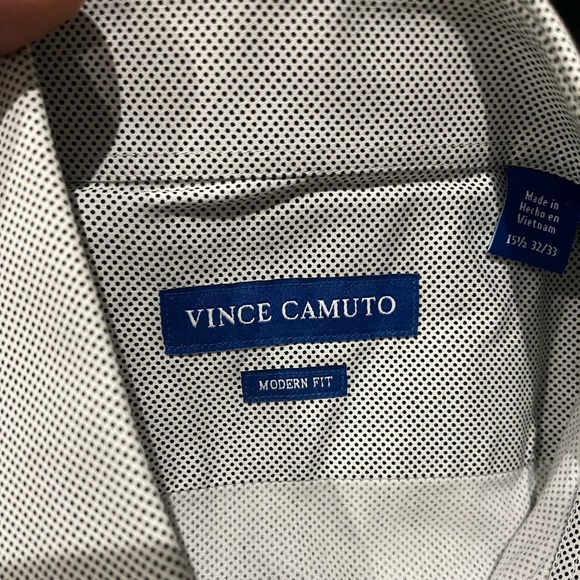 Made in
Hecho en
Vietnam
15½ 32/33
VINCE CAMUTO
MODERN FIT